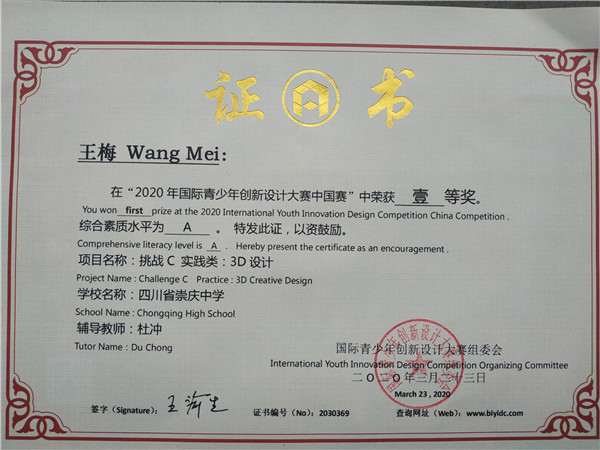 证 书
王梅 Wang Mei:
在“2020年国际青少年创新设计大赛中国赛”中荣获 壹 等奖。
You won first prize at the 2020 International Youth Innovation Design Competition China Competition .
综合素质水平为 A 。 特发此证，以资鼓励。
Comprehensive literacy level is A . Hereby present the certificate as an encouragement .
项目名称：挑战C 实践类：3D设计
Project Name : Challenge C Practice : 3D Creative Design
学校名称：四川省崇庆中学
School Name : Chongqing High School
辅导教师：杜冲
Tutor Name : Du Chong
国际青少年创新设计大赛组委会
International Youth Innovation Design Competition Organizing Committee
二〇二〇年三月二十三日
March 23 , 2020
签字（Signature）： 证书编号（No）：2030369 查询网址（Web）：www.biyidc.com